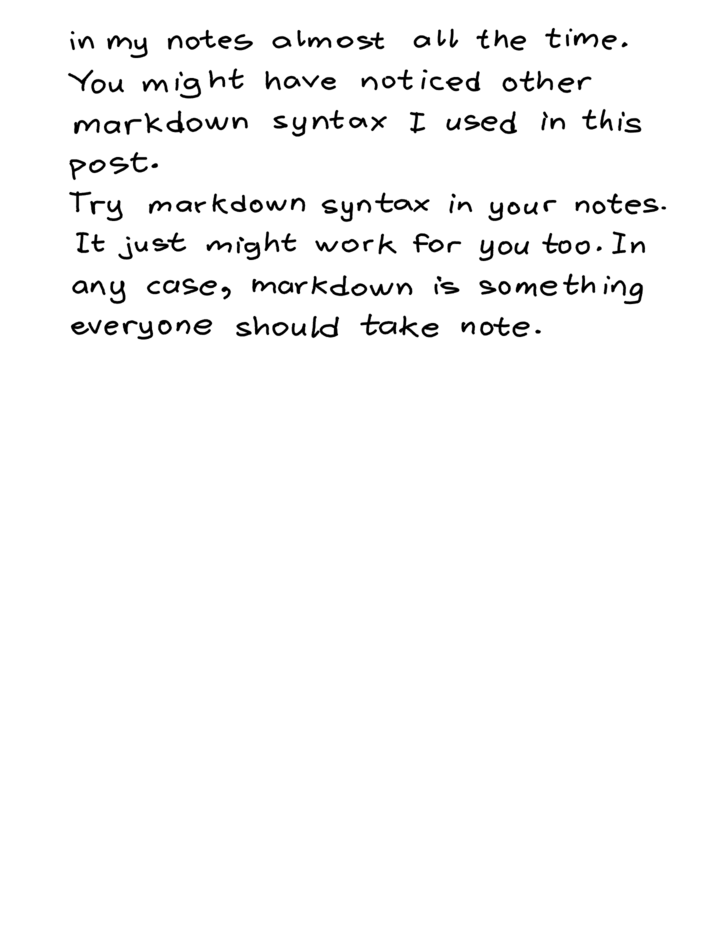 in my notes almost all the time.
You might have noticed other
markdown syntax I used in this
post.
Try markdown syntax in your notes.
It just might work for you too. In
any case, markdown is something
everyone should take note.